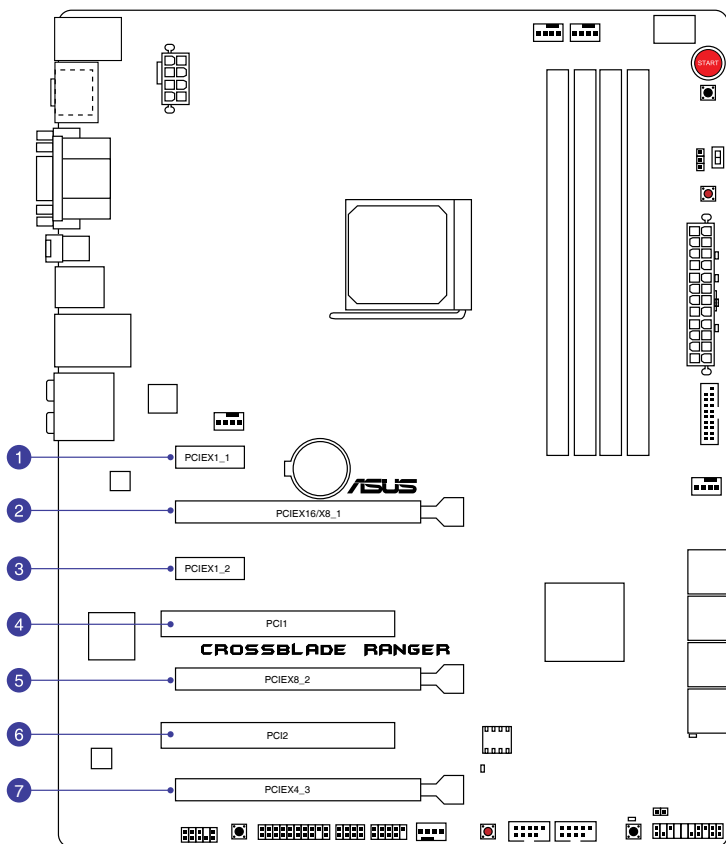 START
1 PCIEX1_1
ASUS
2 PCIEX16/X8_1
3 PCIEX1_2
4 PCI1
CROSSBLADE RANGER
5 PCIEX8_2
6 PCI2
7 PCIEX4_3